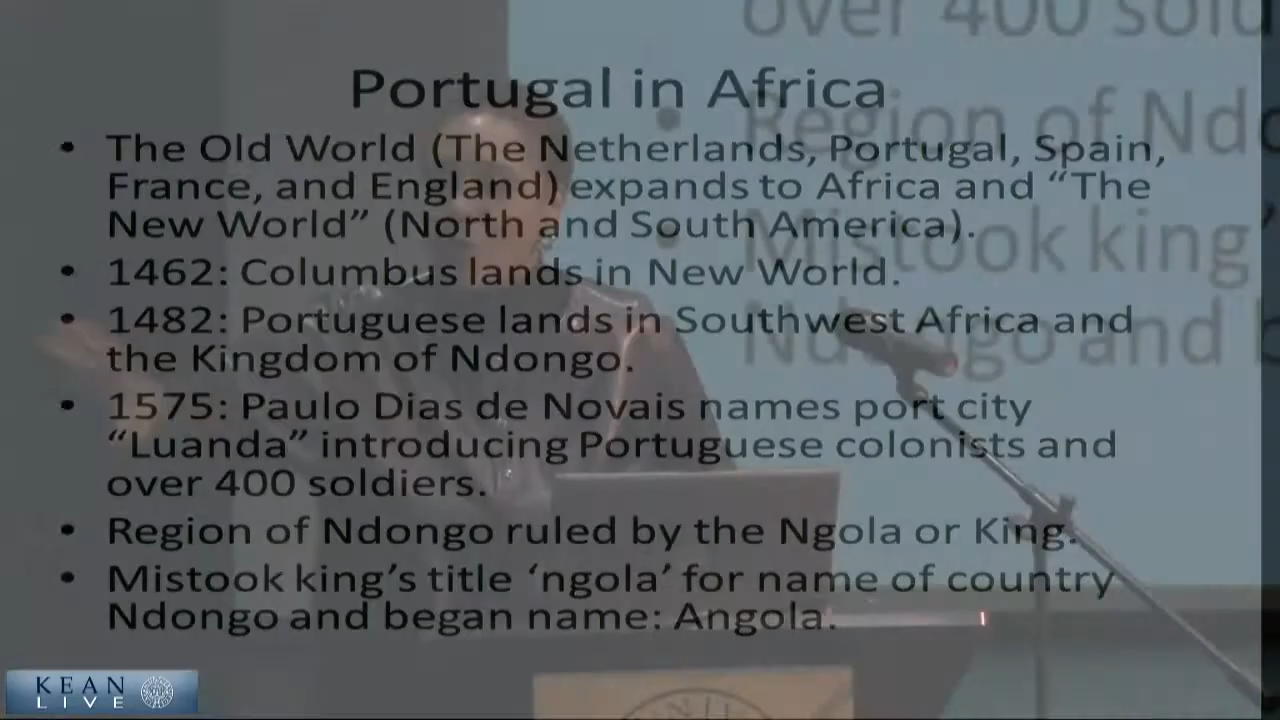 over 400 soldi
Portugal in Africa
• The Old World (The Netherlands, Portugal, Spain,
France, and England) expands to Africa and “The
New World” (North and South America).
• 1462: Columbus lands in New World.
• 1482: Portuguese lands in Southwest Africa and
the Kingdom of Ndongo.
• 1575: Paulo Dias de Novais names port city
“Luanda” introducing Portuguese colonists and
over 400 soldiers.
• Region of Ndongo ruled by the Ngola or King.
• Mistook king’s title ‘ngola’ for name of country
Ndongo and began name: Angola.
• Region of Ndo
• Mistook king’
Ndongo and b
KEAN
LIVE